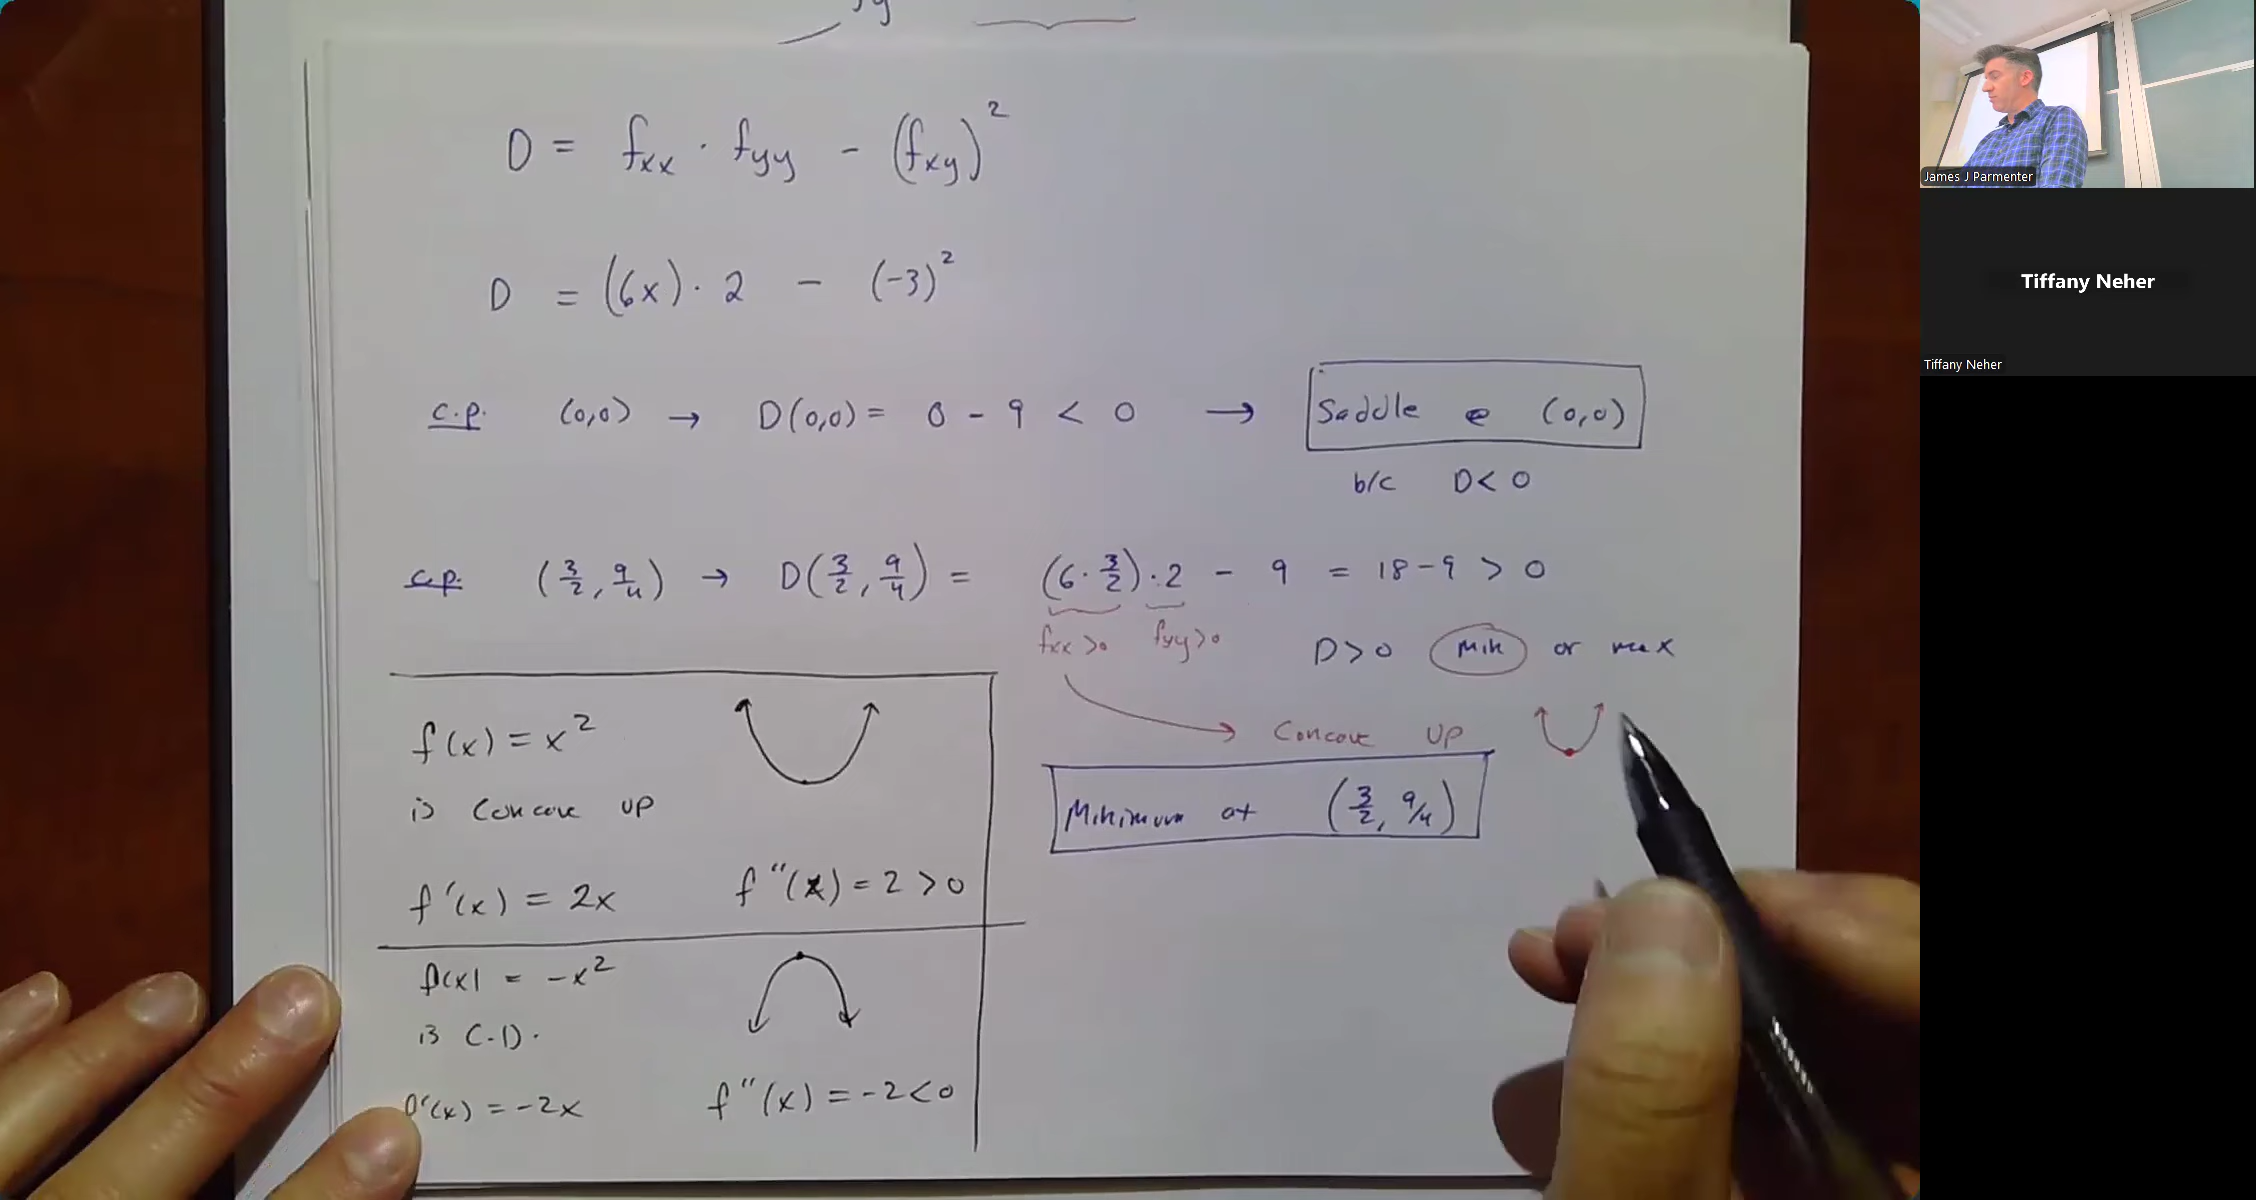 D = fxx · fyy - (fxy)²
D = (6x) · 2 - (-3)²
c.p. (0,0) → D(0,0) = 0 - 9 < 0 → Saddle @ (0,0)
b/c D < 0
c.p. (3/2, 9/4) → D(3/2, 9/4) = (6 · 3/2) · 2 - 9 = 18 - 9 > 0
fxx > 0 fyy > 0 D > 0 Min or max
Concave UP
Minimum at (3/2, 9/4)
f(x) = x²
is Concave UP
f'(x) = 2x f"(x) = 2 > 0
f(x) = -x²
is C.D.
f'(x) = -2x f"(x) = -2 < 0
James J Parmenter
Tiffany Neher
Tiffany Neher